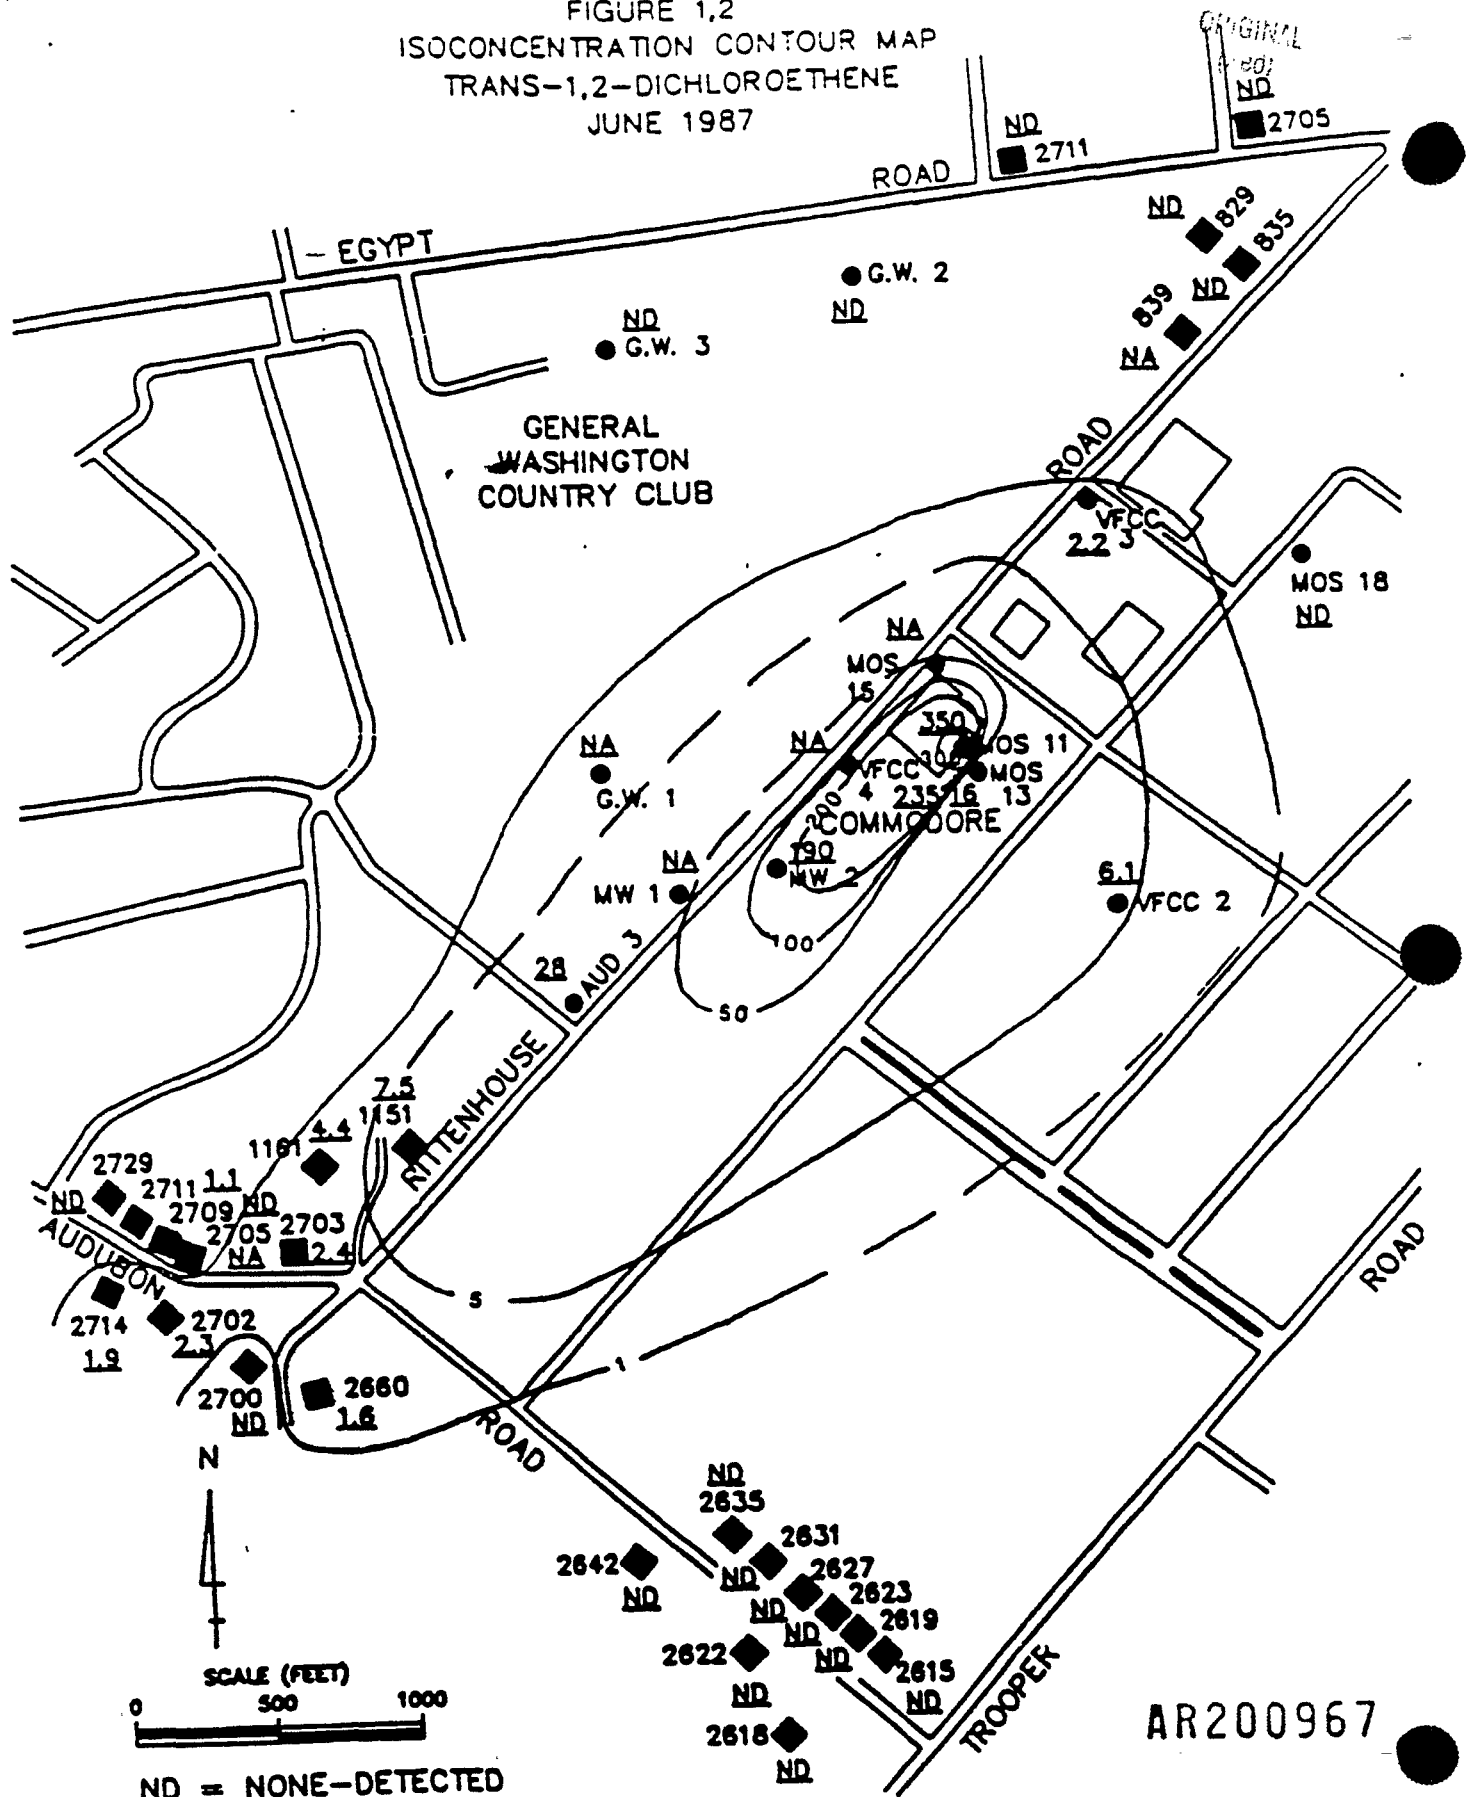 FIGURE 1,2
ISOCONCENTRATION CONTOUR MAP
TRANS-1,2-DICHLOROETHENE
JUNE 1987
ORIGINAL
ND
2705
ND
2711
ROAD
EGYPT
ND
829
835
ND
839
NA
G.W. 2
ND
ND
G.W. 3
GENERAL
WASHINGTON
COUNTRY CLUB
ROAD
VFCC
2.2 3
MOS 18
ND
NA
MOS
15
350
NA
MOS 11
300
VFCC
MOS
4
235 16
13
200
COMMODORE
NA
G.W. 1
NA
MW 1
190
MW 2
6.1
VFCC 2
100
50
28
AUD 3
RITTENHOUSE
7.5
1151
4.4
1161
2729
ND
2711 1.1
2709 ND
2705
NA
2703
2.4
AUDUBON
2714
1.9
2702
2.3
2700
ND
2660
1.6
5
1
ROAD
ROAD
N
ND
2635
2631
ND
2627
ND
2623
ND
2619
ND
2615
ND
2642
ND
2622
ND
2618
ND
TROOPER
SCALE (FEET)
0 500 1000
AR200967
ND = NONE-DETECTED